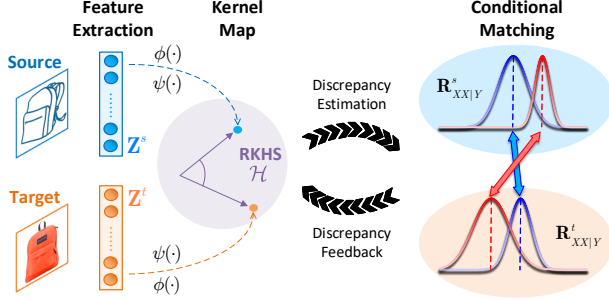 Feature
Extraction
Kernel
Map
Conditional
Matching
Source
ϕ(·)
ψ(·)
Z^s
Discrepancy
Estimation
R^s_{XX|Y}
RKHS
ℋ
Target
Z^t
ψ(·)
ϕ(·)
Discrepancy
Feedback
R^t_{XX|Y}